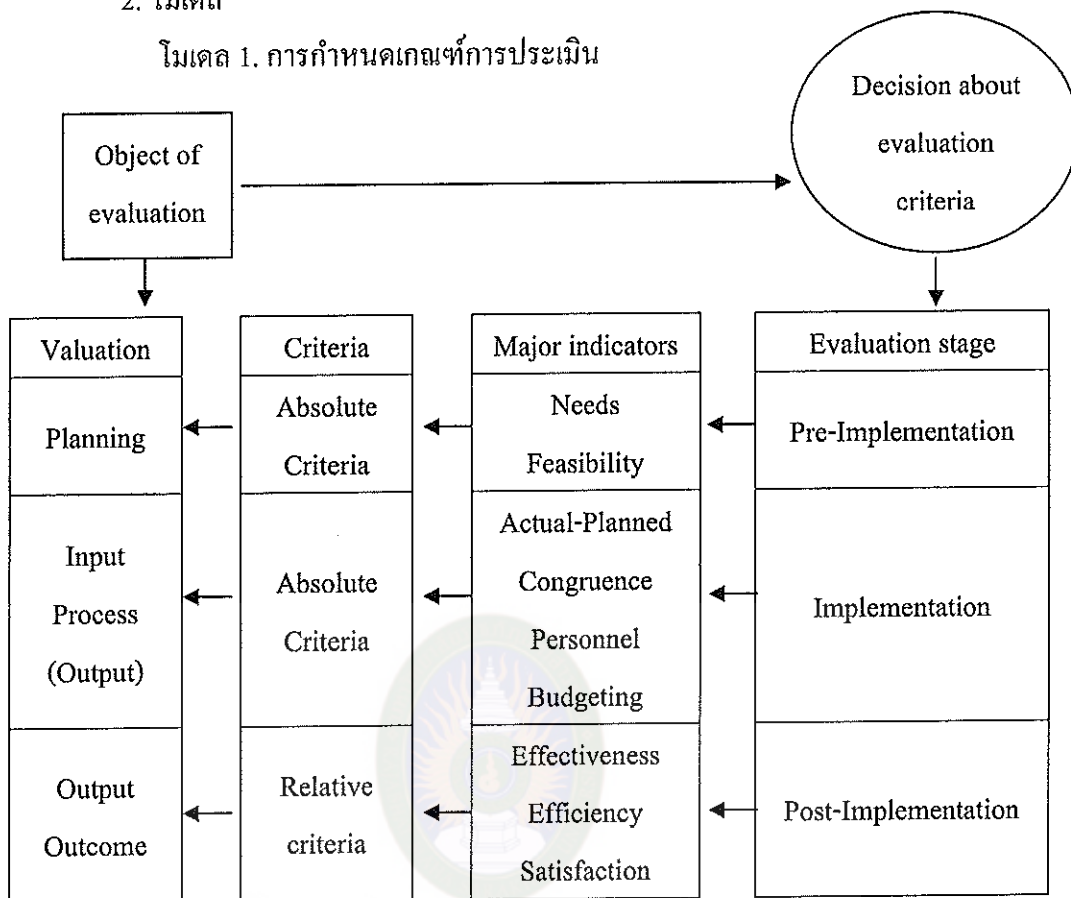 2. โมเดล
โมเดล 1. การกำหนดเกณฑ์การประเมิน
Object of
evaluation
Decision about
evaluation
criteria
Valuation
Criteria
Major indicators
Evaluation stage
Planning
Absolute
Criteria
Needs
Feasibility
Pre-Implementation
Input
Process
(Output)
Absolute
Criteria
Actual-Planned
Congruence
Personnel
Budgeting
Implementation
Output
Outcome
Relative
criteria
Effectiveness
Efficiency
Satisfaction
Post-Implementation